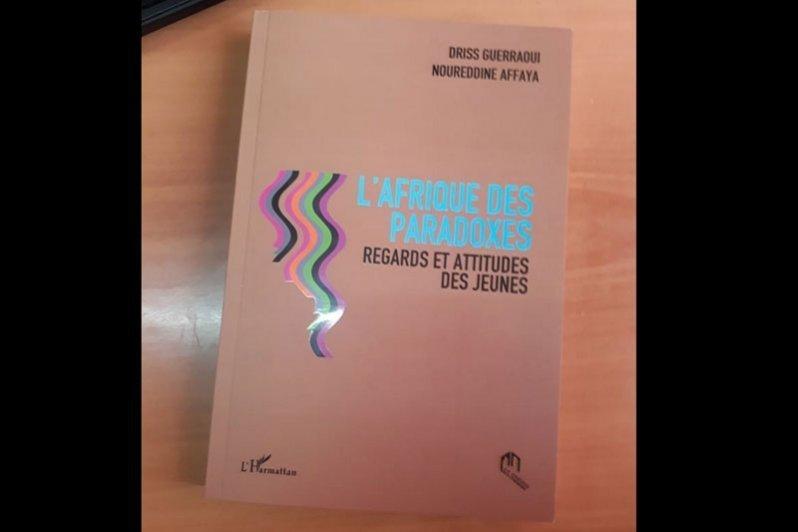 DRISS GUERRAOUI
NOUREDDINE AFFAYA
L'AFRIQUE DES
PARADOXES
REGARDS ET ATTITUDES
DES JEUNES
L'Harmattan